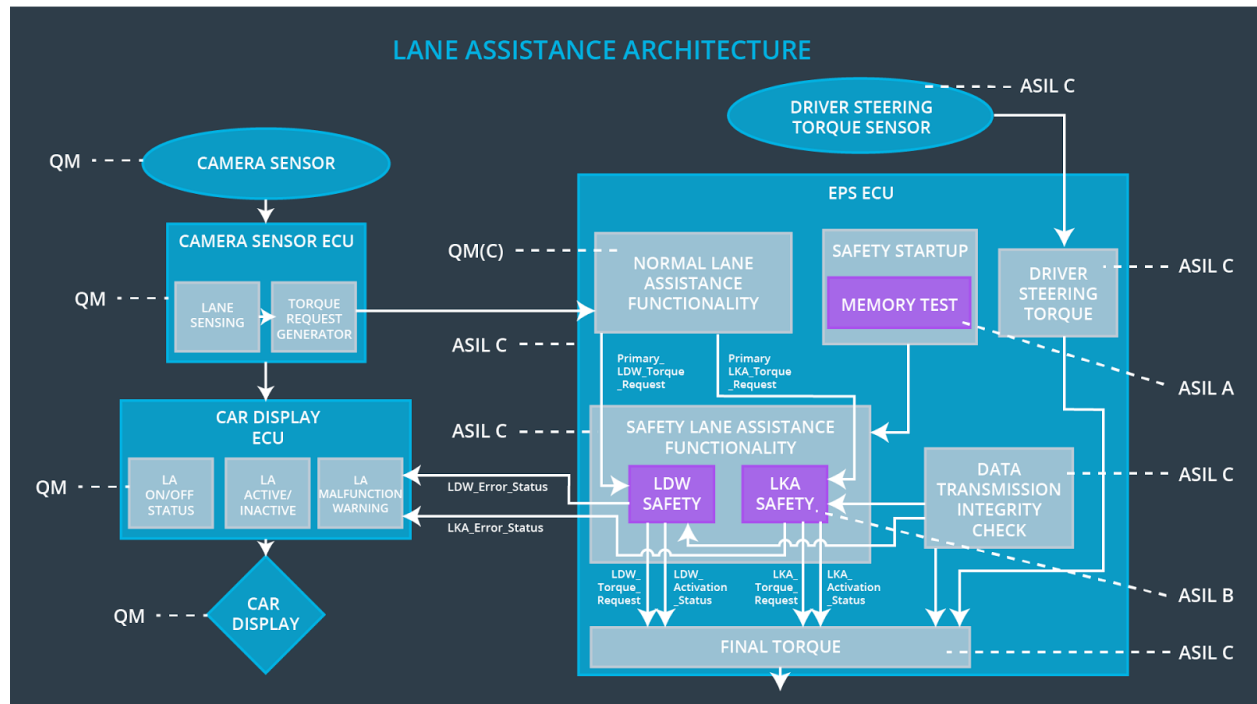 LANE ASSISTANCE ARCHITECTURE
ASIL C
DRIVER STEERING
TORQUE SENSOR
QM
CAMERA SENSOR
EPS ECU
CAMERA SENSOR ECU
QM(C)
NORMAL LANE
ASSISTANCE
FUNCTIONALITY
SAFETY STARTUP
MEMORY TEST
DRIVER
STEERING
TORQUE
ASIL C
QM
LANE
SENSING
TORQUE
REQUEST
GENERATOR
ASIL C
Primary_
LDW_Torque
_Request
Primary
LKA_Torque
_Request
ASIL A
CAR DISPLAY
ECU
ASIL C
SAFETY LANE ASSISTANCE
FUNCTIONALITY
QM
LA
ON/OFF
STATUS
LA
ACTIVE/
INACTIVE
LA
MALFUNCTION
WARNING
LDW_Error_Status
LKA_Error_Status
LDW
SAFETY
LKA
SAFETY
DATA
TRANSMISSION
INTEGRITY
CHECK
ASIL C
LDW_
Torque_
Request
LDW_
Activation
_Status
LKA_
Torque_
Request
LKA_
Activation
_Status
ASIL B
QM
CAR
DISPLAY
FINAL TORQUE
ASIL C